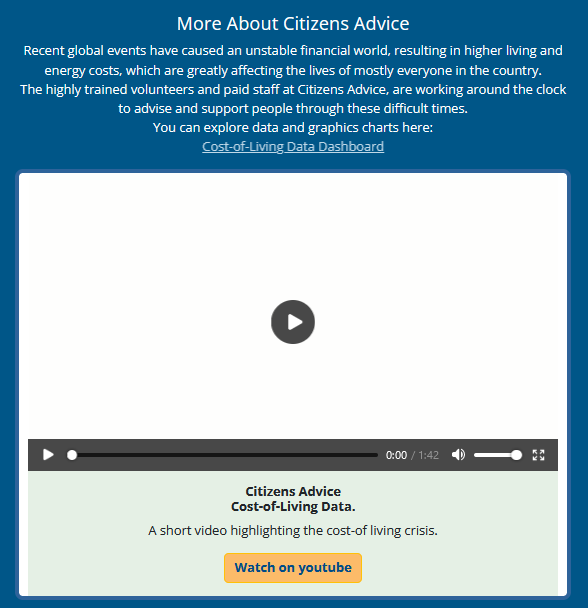 More About Citizens Advice
Recent global events have caused an unstable financial world, resulting in higher living and
energy costs, which are greatly affecting the lives of mostly everyone in the country.
The highly trained volunteers and paid staff at Citizens Advice, are working around the clock
to advise and support people through these difficult times.
You can explore data and graphics charts here:
Cost-of-Living Data Dashboard
0:00 / 1:42
Citizens Advice
Cost-of-Living Data.
A short video highlighting the cost-of living crisis.
Watch on youtube